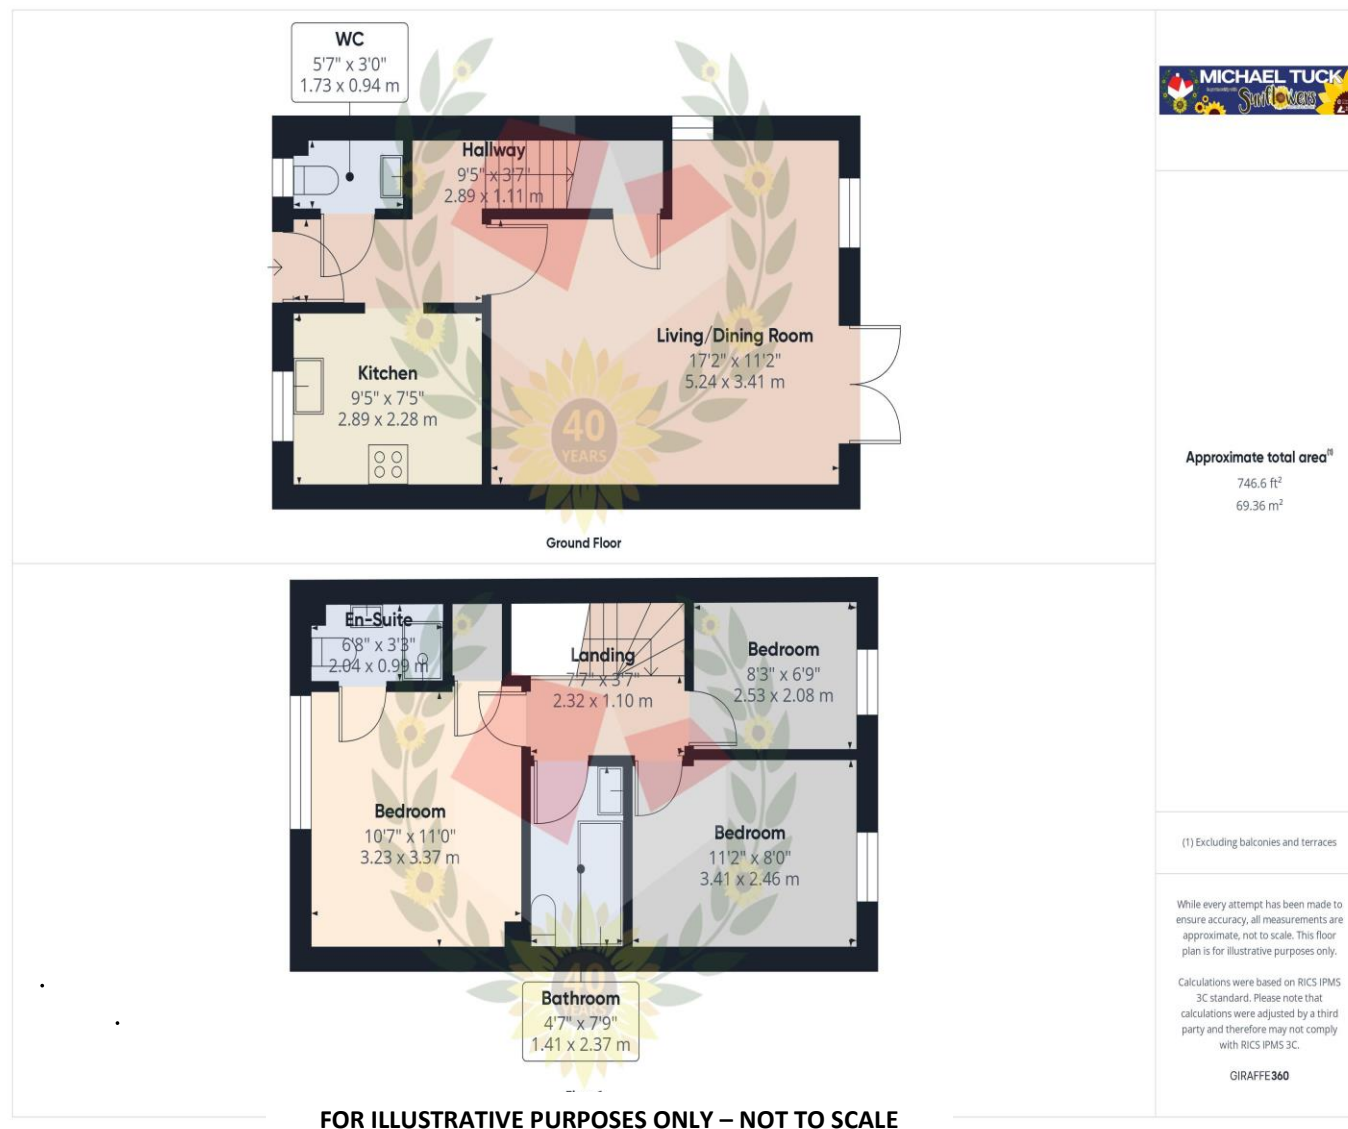 WC
5'7" x 3'0"
1.73 x 0.94 m
Hallway
9'5" x 3'7"
2.89 x 1.11 m
Living/Dining Room
17'2" x 11'2"
5.24 x 3.41 m
Kitchen
9'5" x 7'5"
2.89 x 2.28 m
40
YEARS
Ground Floor
En-Suite
6'8" x 3'3"
2.04 x 0.99 m
Landing
7'7" x 3'7"
2.32 x 1.10 m
Bedroom
8'3" x 6'9"
2.53 x 2.08 m
Bedroom
10'7" x 11'0"
3.23 x 3.37 m
Bedroom
11'2" x 8'0"
3.41 x 2.46 m
40
YEARS
Bathroom
4'7" x 7'9"
1.41 x 2.37 m
FOR ILLUSTRATIVE PURPOSES ONLY – NOT TO SCALE
MICHAEL TUCK
Sunflowers
Approximate total area(1)
746.6 ft²
69.36 m²
(1) Excluding balconies and terraces
While every attempt has been made to
ensure accuracy, all measurements are
approximate, not to scale. This floor
plan is for illustrative purposes only.
Calculations were based on RICS IPMS
3C standard. Please note that
calculations were adjusted by a third
party and therefore may not comply
with RICS IPMS 3C.
GIRAFFE360